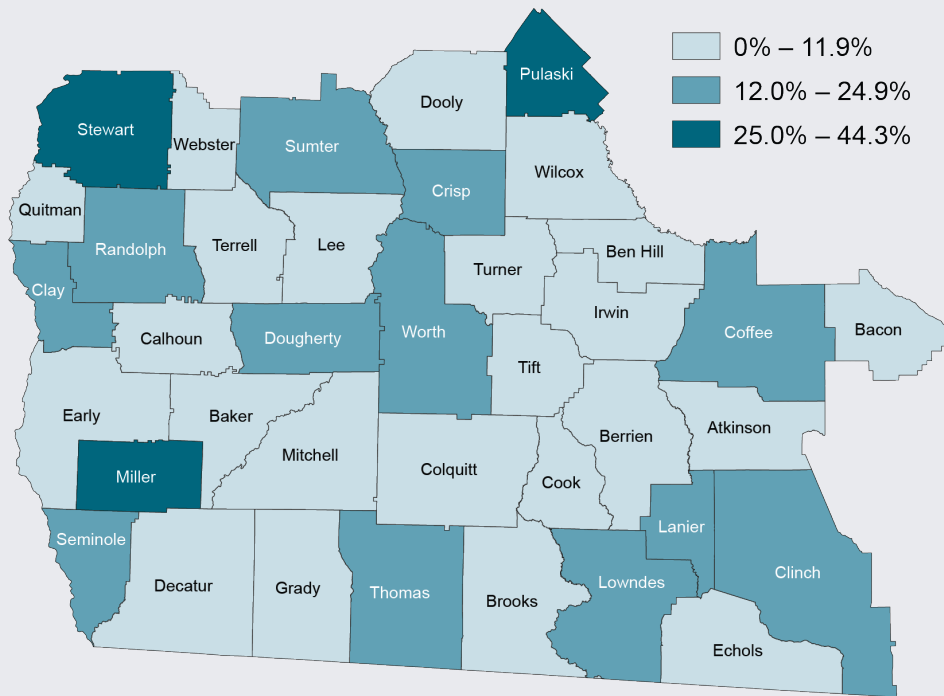 0% – 11.9%
12.0% – 24.9%
25.0% – 44.3%
Pulaski
Dooly
Stewart
Webster
Sumter
Wilcox
Crisp
Quitman
Randolph
Terrell
Lee
Ben Hill
Turner
Clay
Irwin
Calhoun
Dougherty
Worth
Coffee
Bacon
Tift
Early
Baker
Mitchell
Berrien
Atkinson
Miller
Colquitt
Cook
Seminole
Lanier
Decatur
Grady
Thomas
Brooks
Lowndes
Clinch
Echols